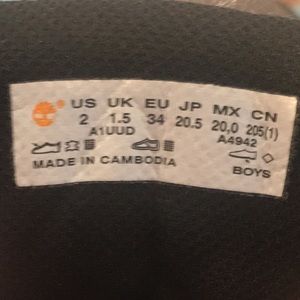 US UK EU JP MX CN
2 1.5 34 20.5 20,0 205(1)
A1UUD A4942
MADE IN CAMBODIA
BOYS